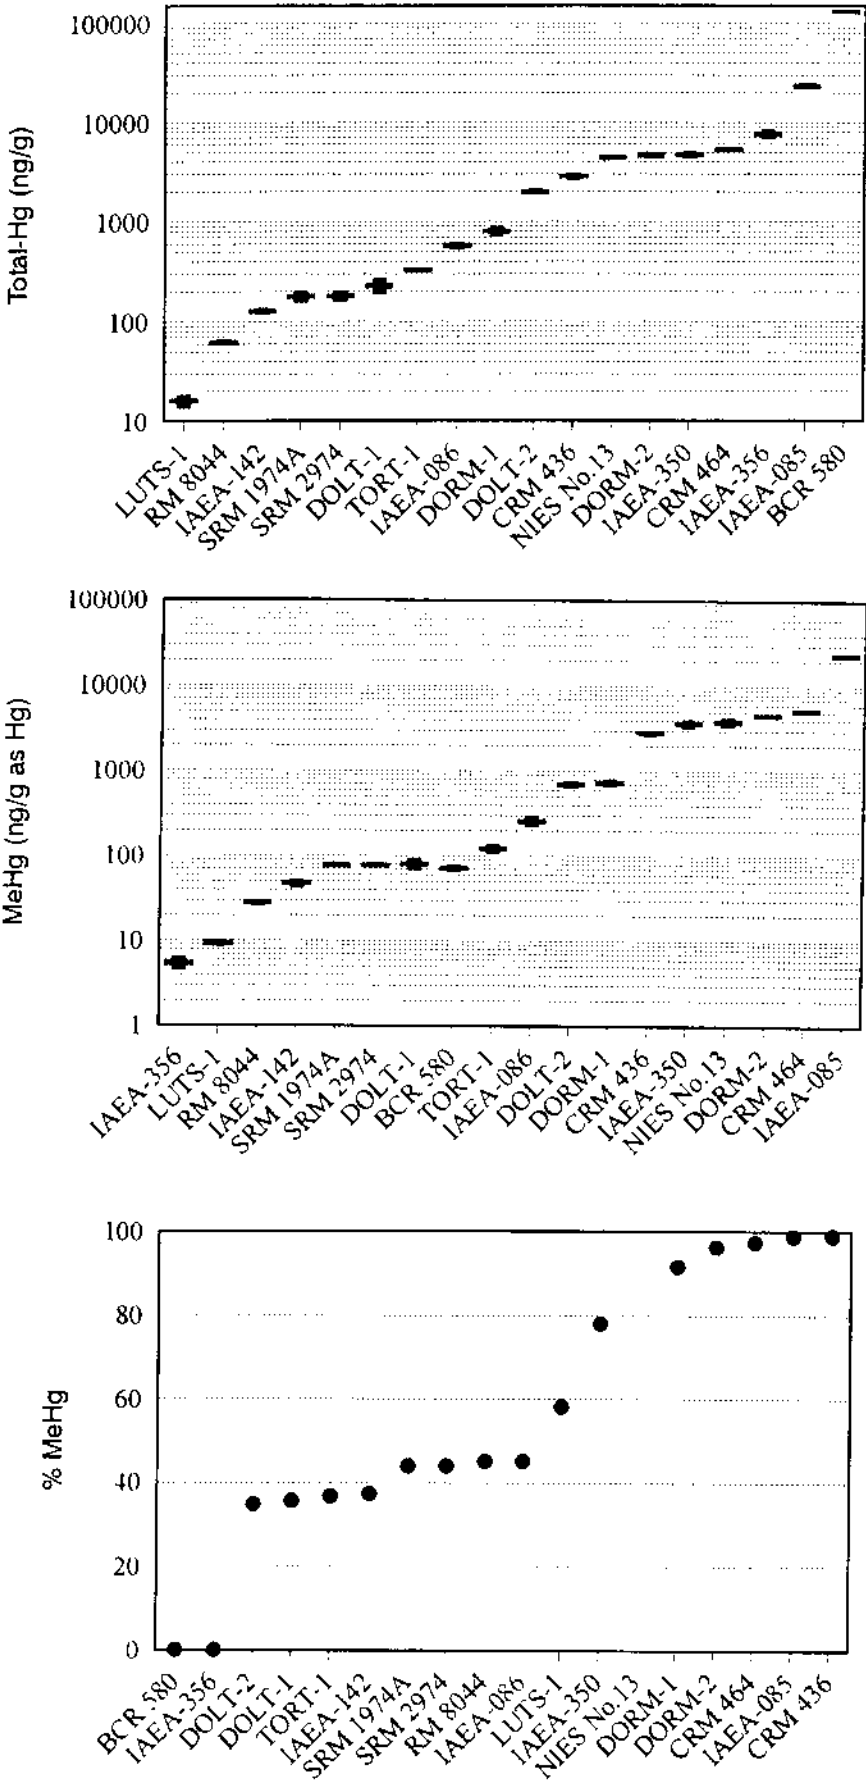 Total-Hg (ng/g)
100000
10000
1000
100
10
LUTS-1
RM 8044
IAEA-142
SRM 1974A
SRM 2974
DOLT-1
TORT-1
IAEA-086
DORM-1
DOLT-2
CRM 436
NIES No.13
DORM-2
IAEA-350
CRM 464
IAEA-356
IAEA-085
BCR 580
MeHg (ng/g as Hg)
100000
10000
1000
100
10
1
IAEA-356
LUTS-1
RM 8044
IAEA-142
SRM 1974A
SRM 2974
DOLT-1
BCR 580
TORT-1
IAEA-086
DOLT-2
DORM-1
CRM 436
IAEA-350
NIES No.13
DORM-2
CRM 464
IAEA-085
% MeHg
100
80
60
40
20
0
BCR 580
IAEA-356
DOLT-2
DOLT-1
TORT-1
IAEA-142
SRM 1974A
SRM 2974
RM 8044
IAEA-086
LUTS-1
IAEA-350
NIES No.13
DORM-1
DORM-2
CRM 464
IAEA-085
CRM 436